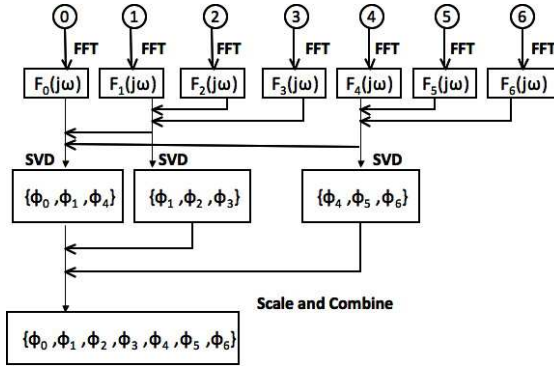 0 1 2 3 4 5 6
FFT FFT FFT FFT FFT FFT FFT
F₀(jω) F₁(jω) F₂(jω) F₃(jω) F₄(jω) F₅(jω) F₆(jω)
SVD SVD SVD
{ϕ₀ ,ϕ₁ ,ϕ₄} {ϕ₁ ,ϕ₂ ,ϕ₃} {ϕ₄ ,ϕ₅ ,ϕ₆}
Scale and Combine
{ϕ₀ ,ϕ₁ ,ϕ₂ ,ϕ₃ ,ϕ₄ ,ϕ₅ ,ϕ₆}